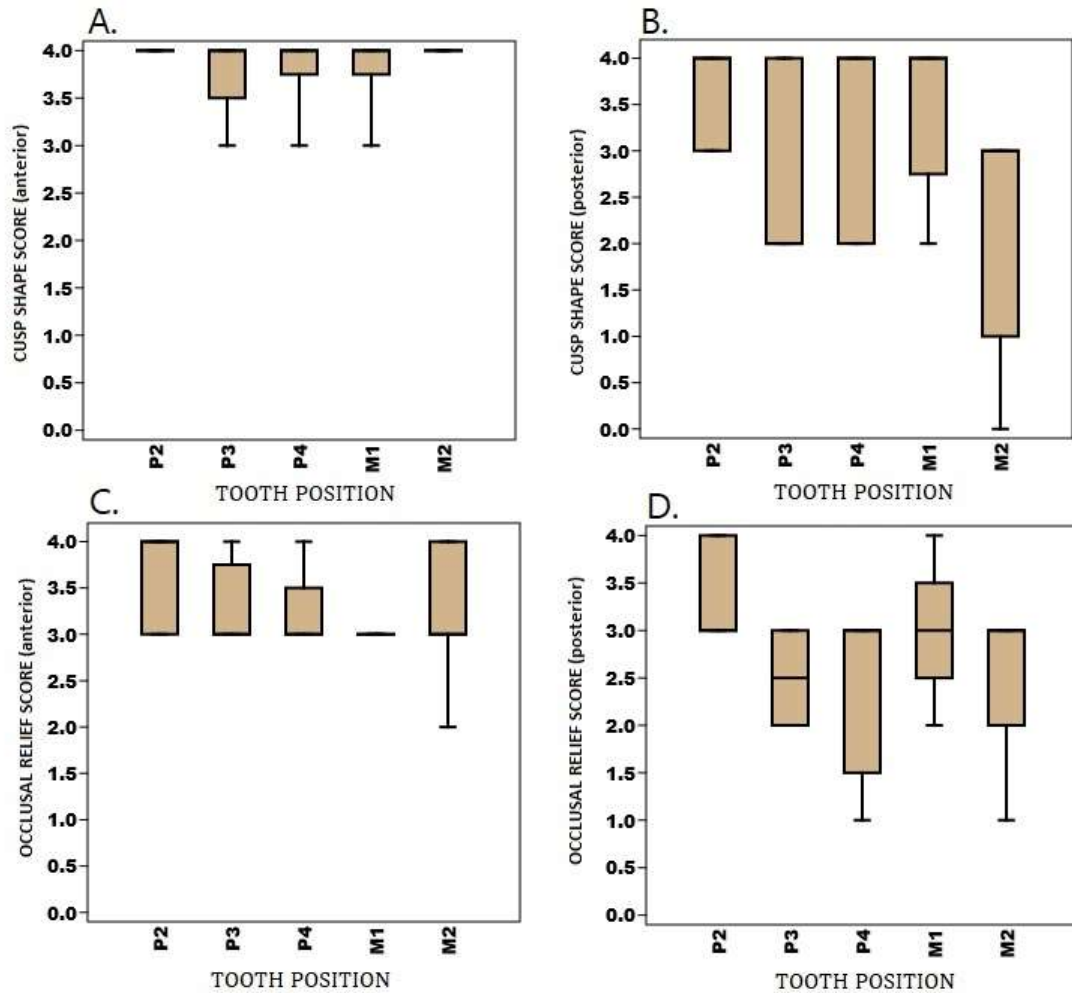 A.
CUSP SHAPE SCORE (anterior)
4.0
3.5
3.0
2.5
2.0
1.5
1.0
0.5
0.0
P2 P3 P4 M1 M2
TOOTH POSITION
B.
CUSP SHAPE SCORE (posterior)
4.0
3.5
3.0
2.5
2.0
1.5
1.0
0.5
0.0
P2 P3 P4 M1 M2
TOOTH POSITION
C.
OCCLUSAL RELIEF SCORE (anterior)
4.0
3.5
3.0
2.5
2.0
1.5
1.0
0.5
0.0
P2 P3 P4 M1 M2
TOOTH POSITION
D.
OCCLUSAL RELIEF SCORE (posterior)
4.0
3.5
3.0
2.5
2.0
1.5
1.0
0.5
0.0
P2 P3 P4 M1 M2
TOOTH POSITION